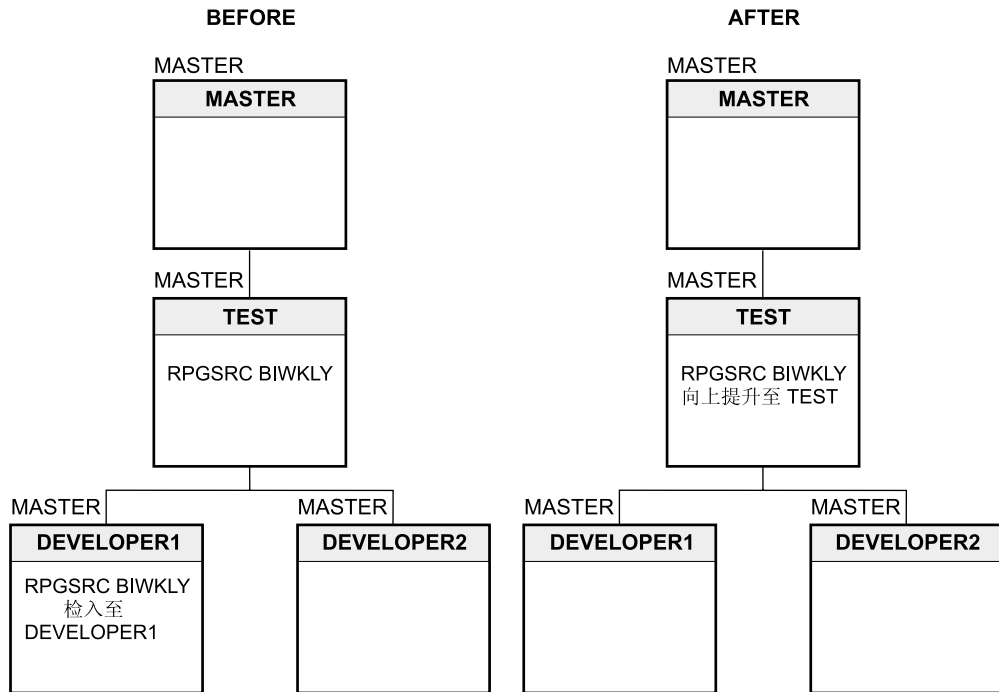 BEFORE
MASTER
MASTER
MASTER
TEST
RPGSRC BIWKLY
MASTER
DEVELOPER1
RPGSRC BIWKLY
检入至
DEVELOPER1
MASTER
DEVELOPER2
AFTER
MASTER
MASTER
MASTER
TEST
RPGSRC BIWKLY
向上提升至 TEST
MASTER
DEVELOPER1
MASTER
DEVELOPER2